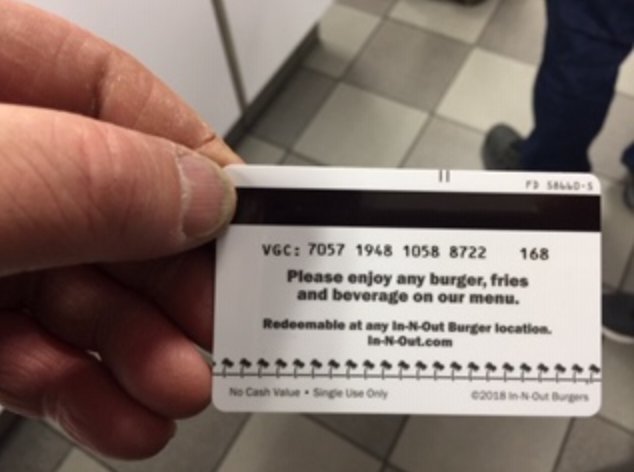 FD 58660-S
VGC: 7057 1948 1058 8722 168
Please enjoy any burger, fries
and beverage on our menu.
Redeemable at any In-N-Out Burger location.
In-N-Out.com
No Cash Value • Single Use Only ©2018 In-N-Out Burgers